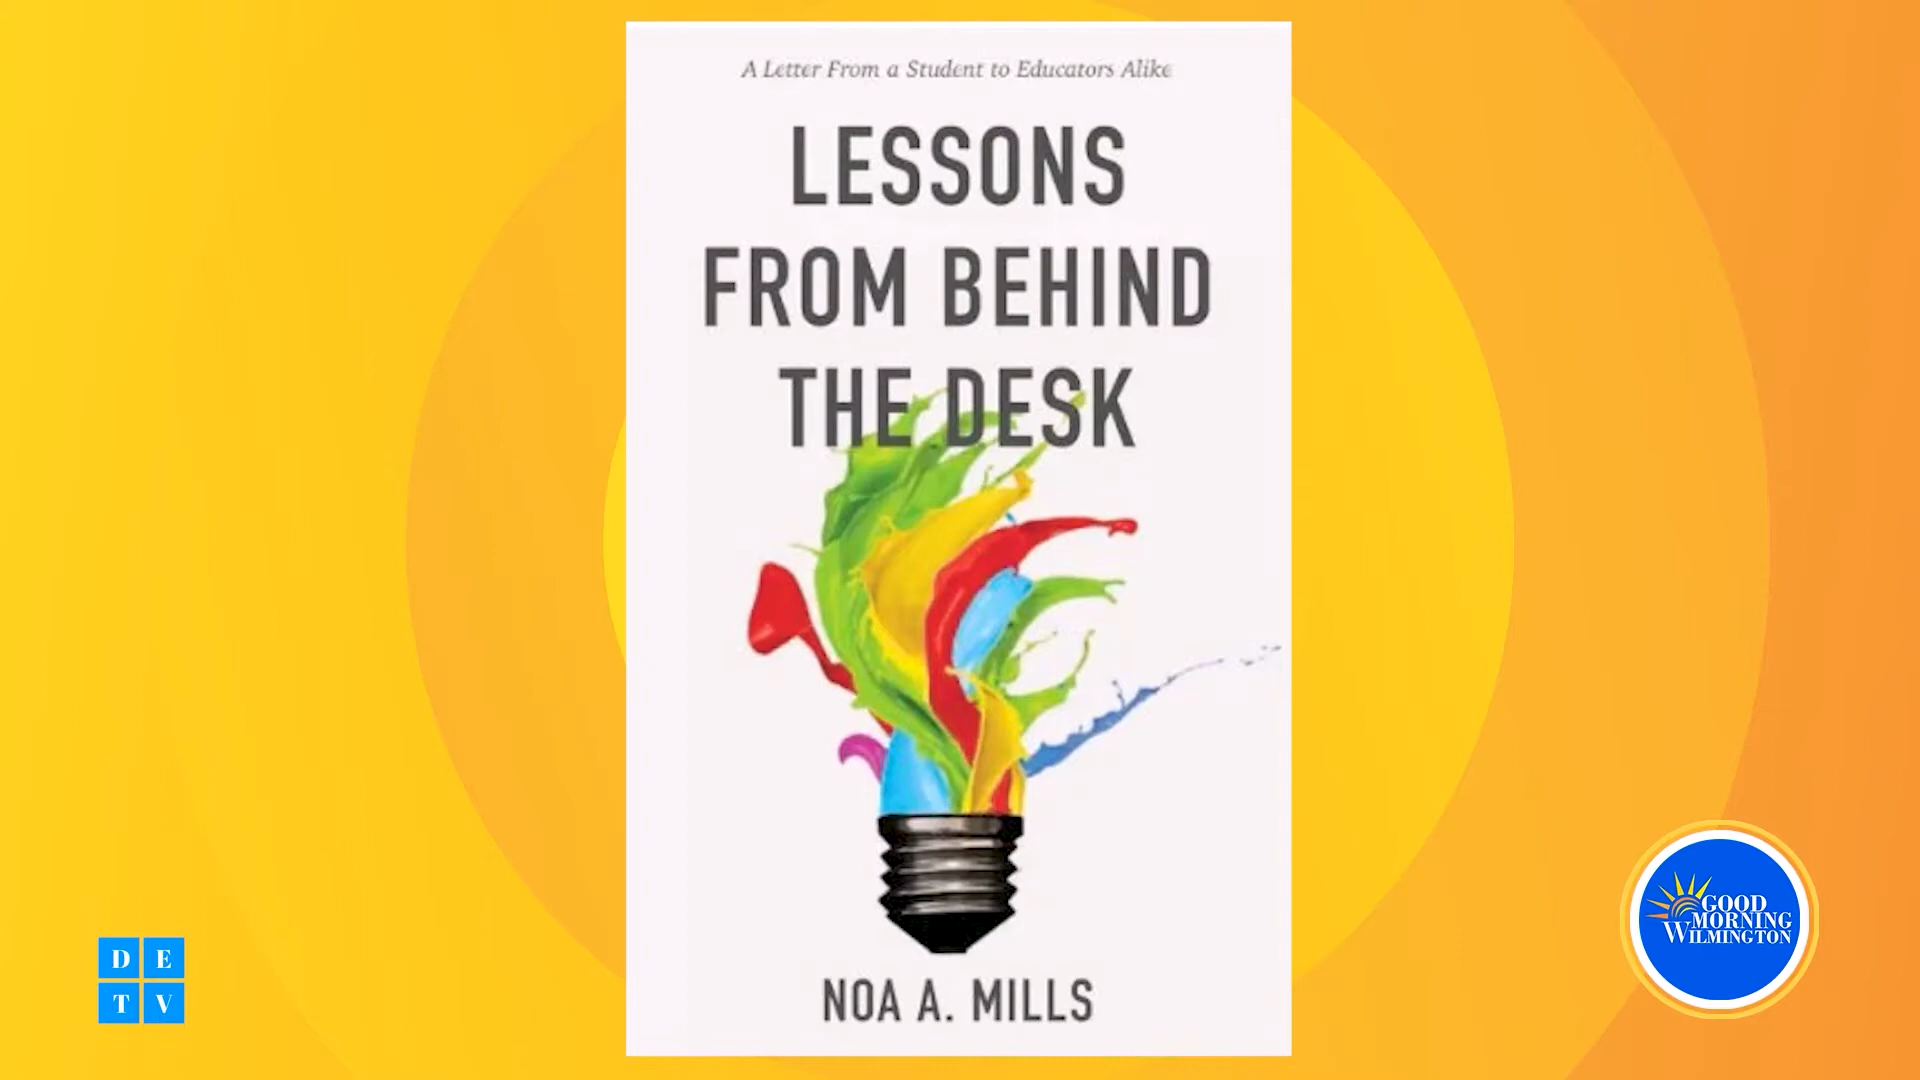 A Letter From a Student to Educators Alike
LESSONS
FROM BEHIND
THE DESK
NOA A. MILLS
D E
T V
GOOD
MORNING
WILMINGTON